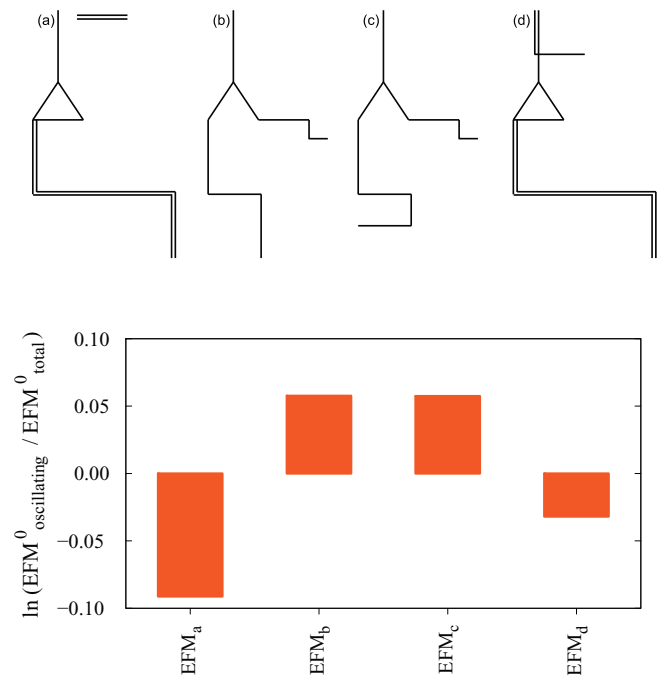 (a) (b) (c) (d)
ln (EFM⁰oscillating / EFM⁰total)
0.10
0.05
0.00
−0.05
−0.10
EFMa EFMb EFMc EFMd